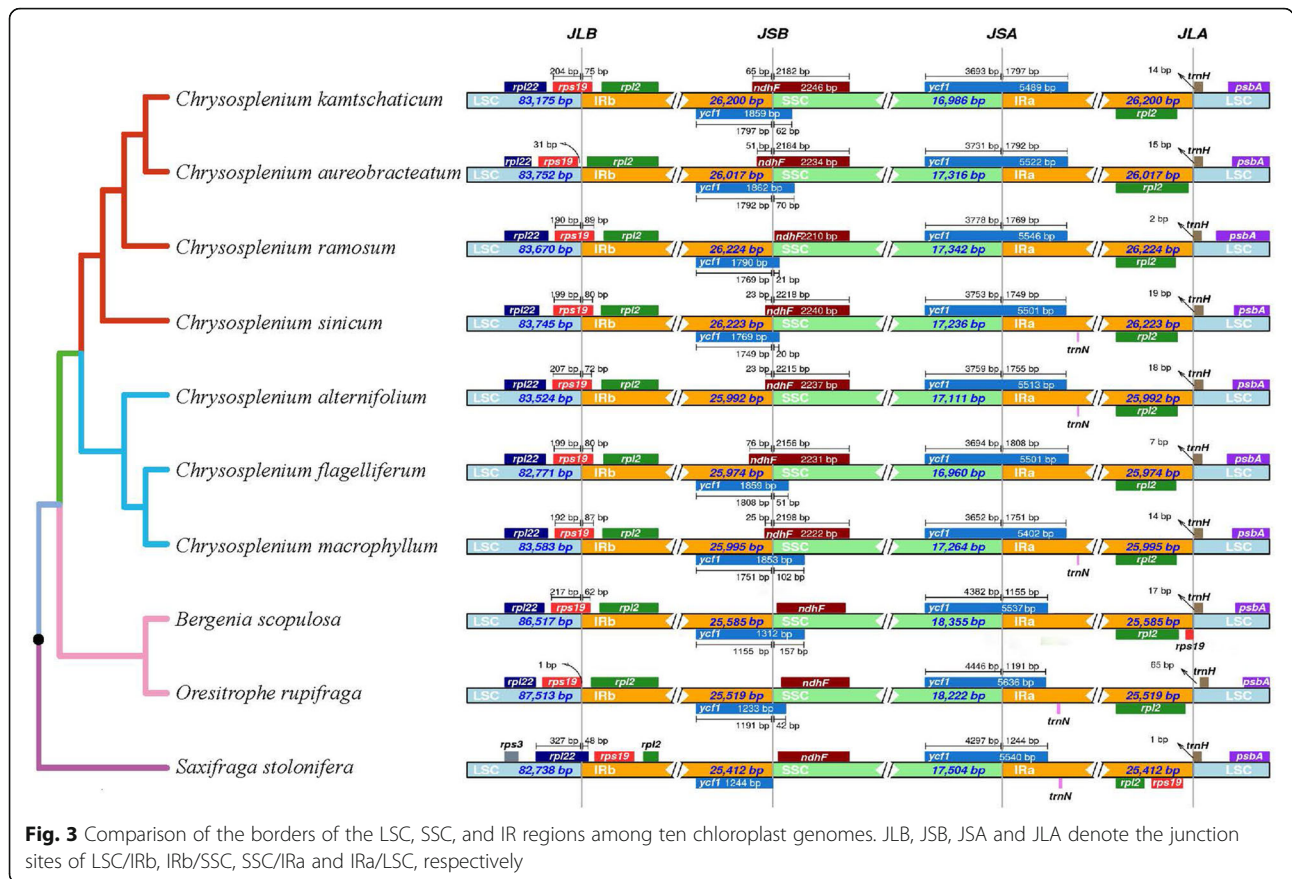 JLB JSB JSA JLA
204 bp 75 bp 65 bp 2182 bp 3693 bp 1797 bp 14 bp trnH
rpl22 rps19 rpl2 ndhF 2246 bp ycf1 5489 bp psbA
Chrysosplenium kamtschaticum LSC 83,175 bp IRb 26,200 bp SSC 16,986 bp IRa 26,200 bp LSC
ycf1 1859 bp rpl2
1797 bp 62 bp
31 bp 51 bp 2184 bp 3731 bp 1792 bp 15 bp trnH
rpl22 rps19 rpl2 ndhF 2234 bp ycf1 5522 bp psbA
Chrysosplenium aureobracteatum LSC 83,752 bp IRb 26,017 bp SSC 17,316 bp IRa 26,017 bp LSC
ycf1 1862 bp rpl2
1792 bp 70 bp
190 bp 89 bp 3778 bp 1769 bp 2 bp trnH
rpl22 rps19 rpl2 ndhF 2210 bp ycf1 5546 bp psbA
Chrysosplenium ramosum LSC 83,670 bp IRb 26,224 bp SSC 17,342 bp IRa 26,224 bp LSC
ycf1 1790 bp rpl2
1769 bp 21 bp
199 bp 80 bp 23 bp 2218 bp 3753 bp 1749 bp 19 bp trnH
rpl22 rps19 rpl2 ndhF 2240 bp ycf1 5501 bp psbA
Chrysosplenium sinicum LSC 83,745 bp IRb 26,223 bp SSC 17,236 bp IRa 26,223 bp LSC
ycf1 1769 bp trnN rpl2
1749 bp 20 bp
207 bp 72 bp 23 bp 2215 bp 3759 bp 1755 bp 18 bp trnH
rpl22 rps19 rpl2 ndhF 2237 bp ycf1 5513 bp psbA
Chrysosplenium alternifolium LSC 83,524 bp IRb 25,992 bp SSC 17,111 bp IRa 25,992 bp LSC
trnN rpl2
199 bp 80 bp 76 bp 2156 bp 3694 bp 1808 bp 7 bp trnH
rpl22 rps19 rpl2 ndhF 2231 bp ycf1 5501 bp psbA
Chrysosplenium flagelliferum LSC 82,771 bp IRb 25,974 bp SSC 16,960 bp IRa 25,974 bp LSC
ycf1 1859 bp rpl2
1808 bp 51 bp
192 bp 87 bp 25 bp 2198 bp 3652 bp 1751 bp 14 bp trnH
rpl22 rps19 rpl2 ndhF 2222 bp ycf1 5402 bp psbA
Chrysosplenium macrophyllum LSC 83,583 bp IRb 25,995 bp SSC 17,264 bp IRa 25,995 bp LSC
ycf1 1853 bp trnN rpl2
1751 bp 102 bp
217 bp 62 bp 4382 bp 1155 bp 17 bp trnH
rpl22 rps19 rpl2 ndhF ycf1 5537 bp psbA
Bergenia scopulosa LSC 86,517 bp IRb 25,585 bp SSC 18,355 bp IRa 25,585 bp LSC
ycf1 1312 bp rpl2 rps19
1155 bp 157 bp
1 bp 4446 bp 1191 bp 65 bp trnH
rpl22 rps19 rpl2 ndhF ycf1 5636 bp psbA
Oresitrophe rupifraga LSC 87,513 bp IRb 25,519 bp SSC 18,222 bp IRa 25,519 bp LSC
ycf1 1233 bp trnN rpl2
1191 bp 42 bp
rps3 327 bp 48 bp rpl2 4297 bp 1244 bp 1 bp trnH
rpl22 rps19 ndhF ycf1 5540 bp psbA
Saxifraga stolonifera LSC 82,738 bp IRb 25,412 bp SSC 17,504 bp IRa 25,412 bp LSC
ycf1 1244 bp trnN rpl2 rps19
Fig. 3 Comparison of the borders of the LSC, SSC, and IR regions among ten chloroplast genomes. JLB, JSB, JSA and JLA denote the junction
sites of LSC/IRb, IRb/SSC, SSC/IRa and IRa/LSC, respectively